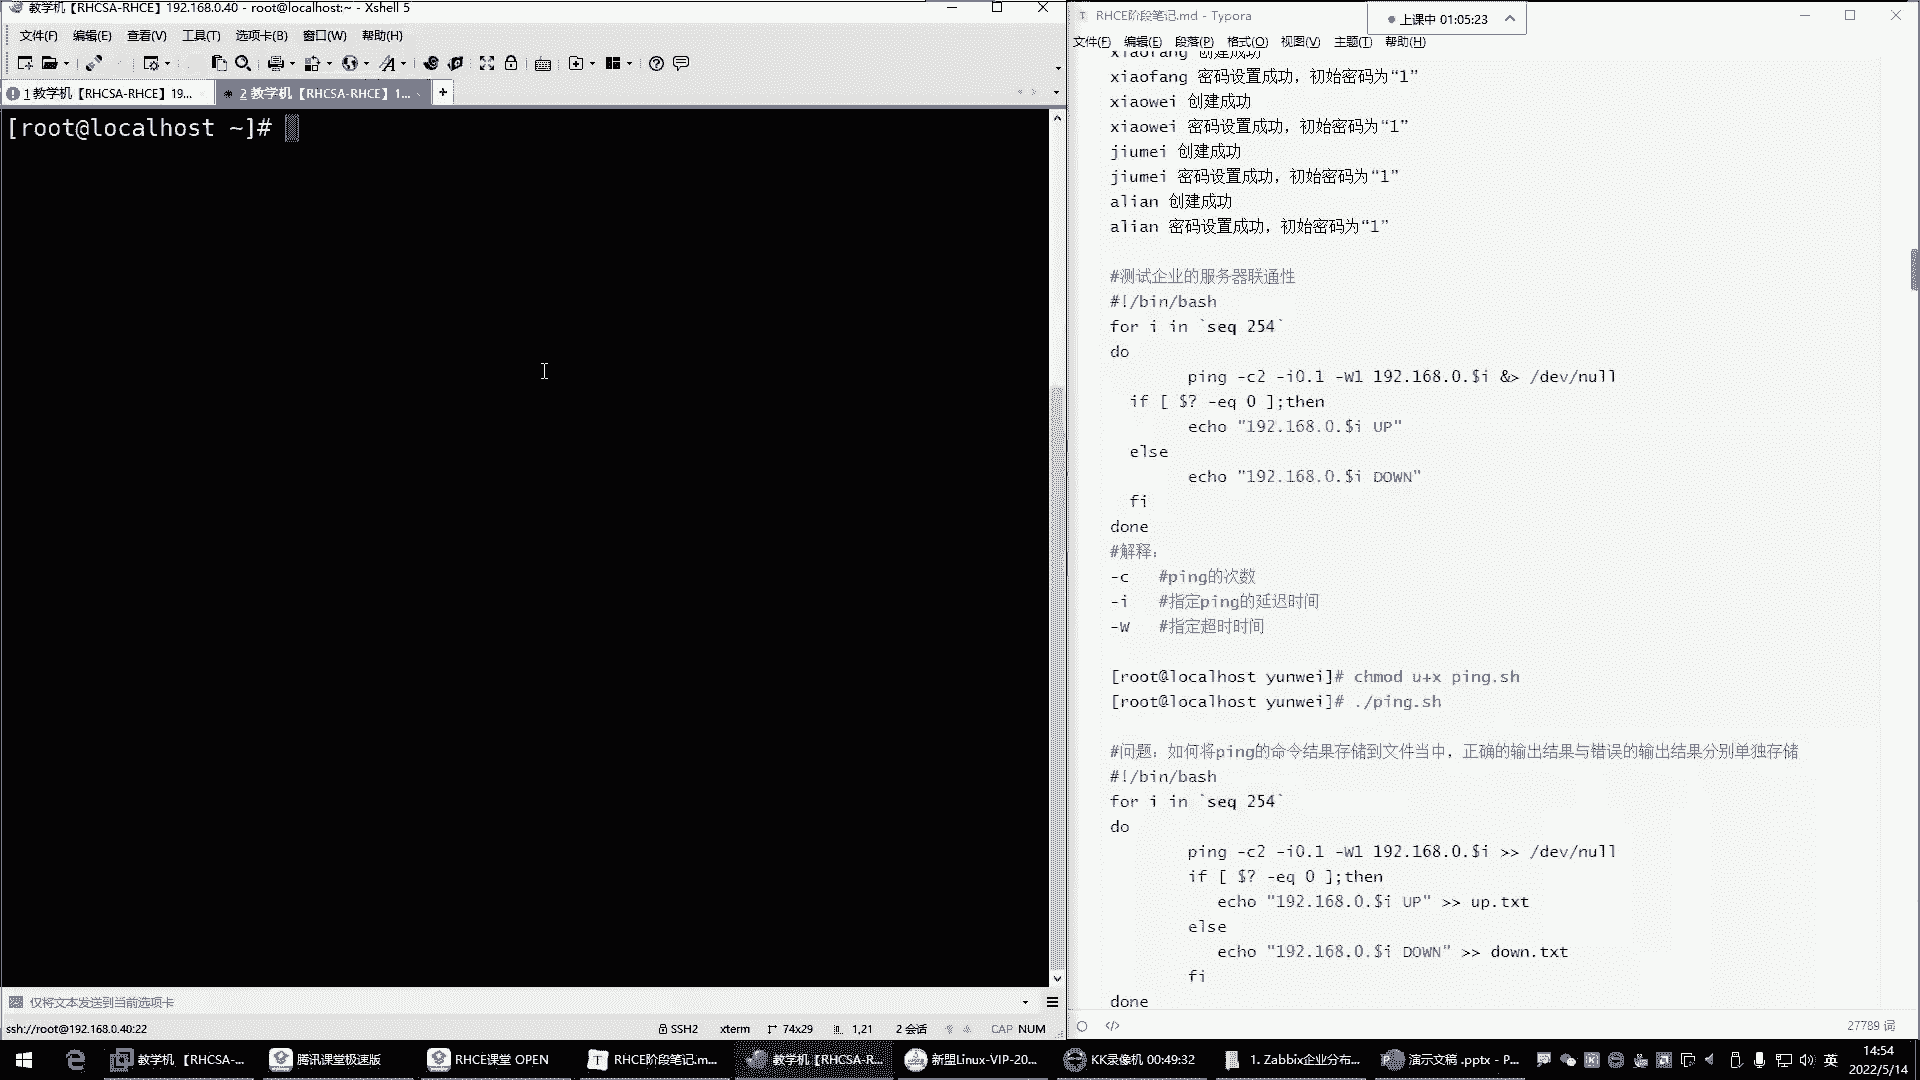 教学机【RHCSA-RHCE】192.168.0.40 - root@localhost:~ - Xshell 5
文件(F) 编辑(E) 查看(V) 工具(T) 选项卡(B) 窗口(W) 帮助(H)
1 教学机【RHCSA-RHCE】19...
2 教学机【RHCSA-RHCE】1...
[root@localhost ~]#
仅将文本发送到当前选项卡
ssh://root@192.168.0.40:22
SSH2
xterm
74x29
1,21
2 会话
CAP NUM
RHCE阶段笔记.md - Typora
上课中 01:05:23
文件(F) 编辑(E) 段落(P) 格式(O) 视图(V) 主题(T) 帮助(H)
xiaofang 创建成功
xiaofang 密码设置成功，初始密码为“1”
xiaowei 创建成功
xiaowei 密码设置成功，初始密码为“1”
jiumei 创建成功
jiumei 密码设置成功，初始密码为“1”
alian 创建成功
alian 密码设置成功，初始密码为“1”
#测试企业的服务器联通性
#!/bin/bash
for i in `seq 254`
do
ping -c2 -i0.1 -W1 192.168.0.$i &> /dev/null
if [ $? -eq 0 ];then
echo "192.168.0.$i UP"
else
echo "192.168.0.$i DOWN"
fi
done
#解释：
-c #ping的次数
-i #指定ping的延迟时间
-W #指定超时时间
[root@localhost yunwei]# chmod u+x ping.sh
[root@localhost yunwei]# ./ping.sh
#问题：如何将ping的命令结果存储到文件当中，正确的输出结果与错误的输出结果分别单独存储
#!/bin/bash
for i in `seq 254`
do
ping -c2 -i0.1 -W1 192.168.0.$i >> /dev/null
if [ $? -eq 0 ];then
echo "192.168.0.$i UP" >> up.txt
else
echo "192.168.0.$i DOWN" >> down.txt
fi
done
27789 词
教学机 【RHCSA-...
腾讯课堂极速版
RHCE课堂 OPEN
RHCE阶段笔记.m...
教学机【RHCSA-R...
新盟Linux-VIP-20...
KK录像机 00:49:32
1. Zabbix企业分布...
演示文稿 .pptx - P...
英
14:54
2022/5/14